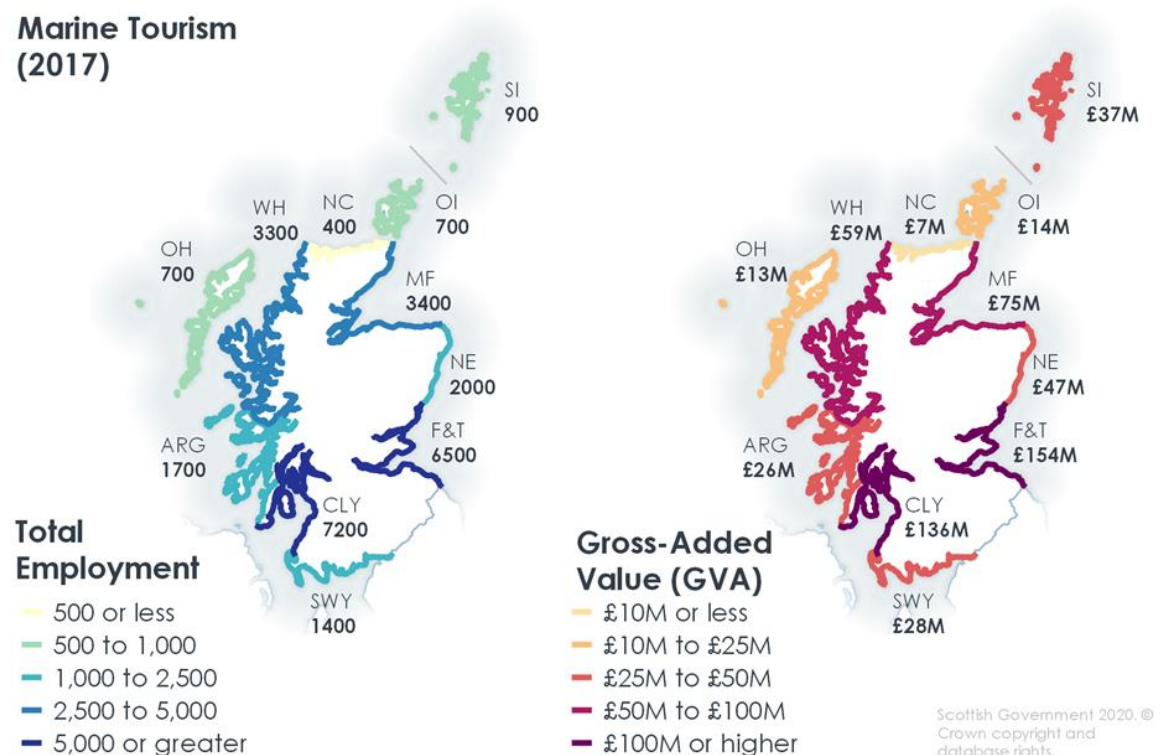 Marine Tourism
(2017)
SI
900
OI
700
NC
400
WH
3300
OH
700
MF
3400
NE
2000
F&T
6500
ARG
1700
CLY
7200
SWY
1400
Total
Employment
500 or less
500 to 1,000
1,000 to 2,500
2,500 to 5,000
5,000 or greater
SI
£37M
OI
£14M
NC
£7M
WH
£59M
OH
£13M
MF
£75M
NE
£47M
F&T
£154M
ARG
£26M
CLY
£136M
SWY
£28M
Gross-Added
Value (GVA)
£10M or less
£10M to £25M
£25M to £50M
£50M to £100M
£100M or higher
Scottish Government 2020. ©
Crown copyright and
database rights.